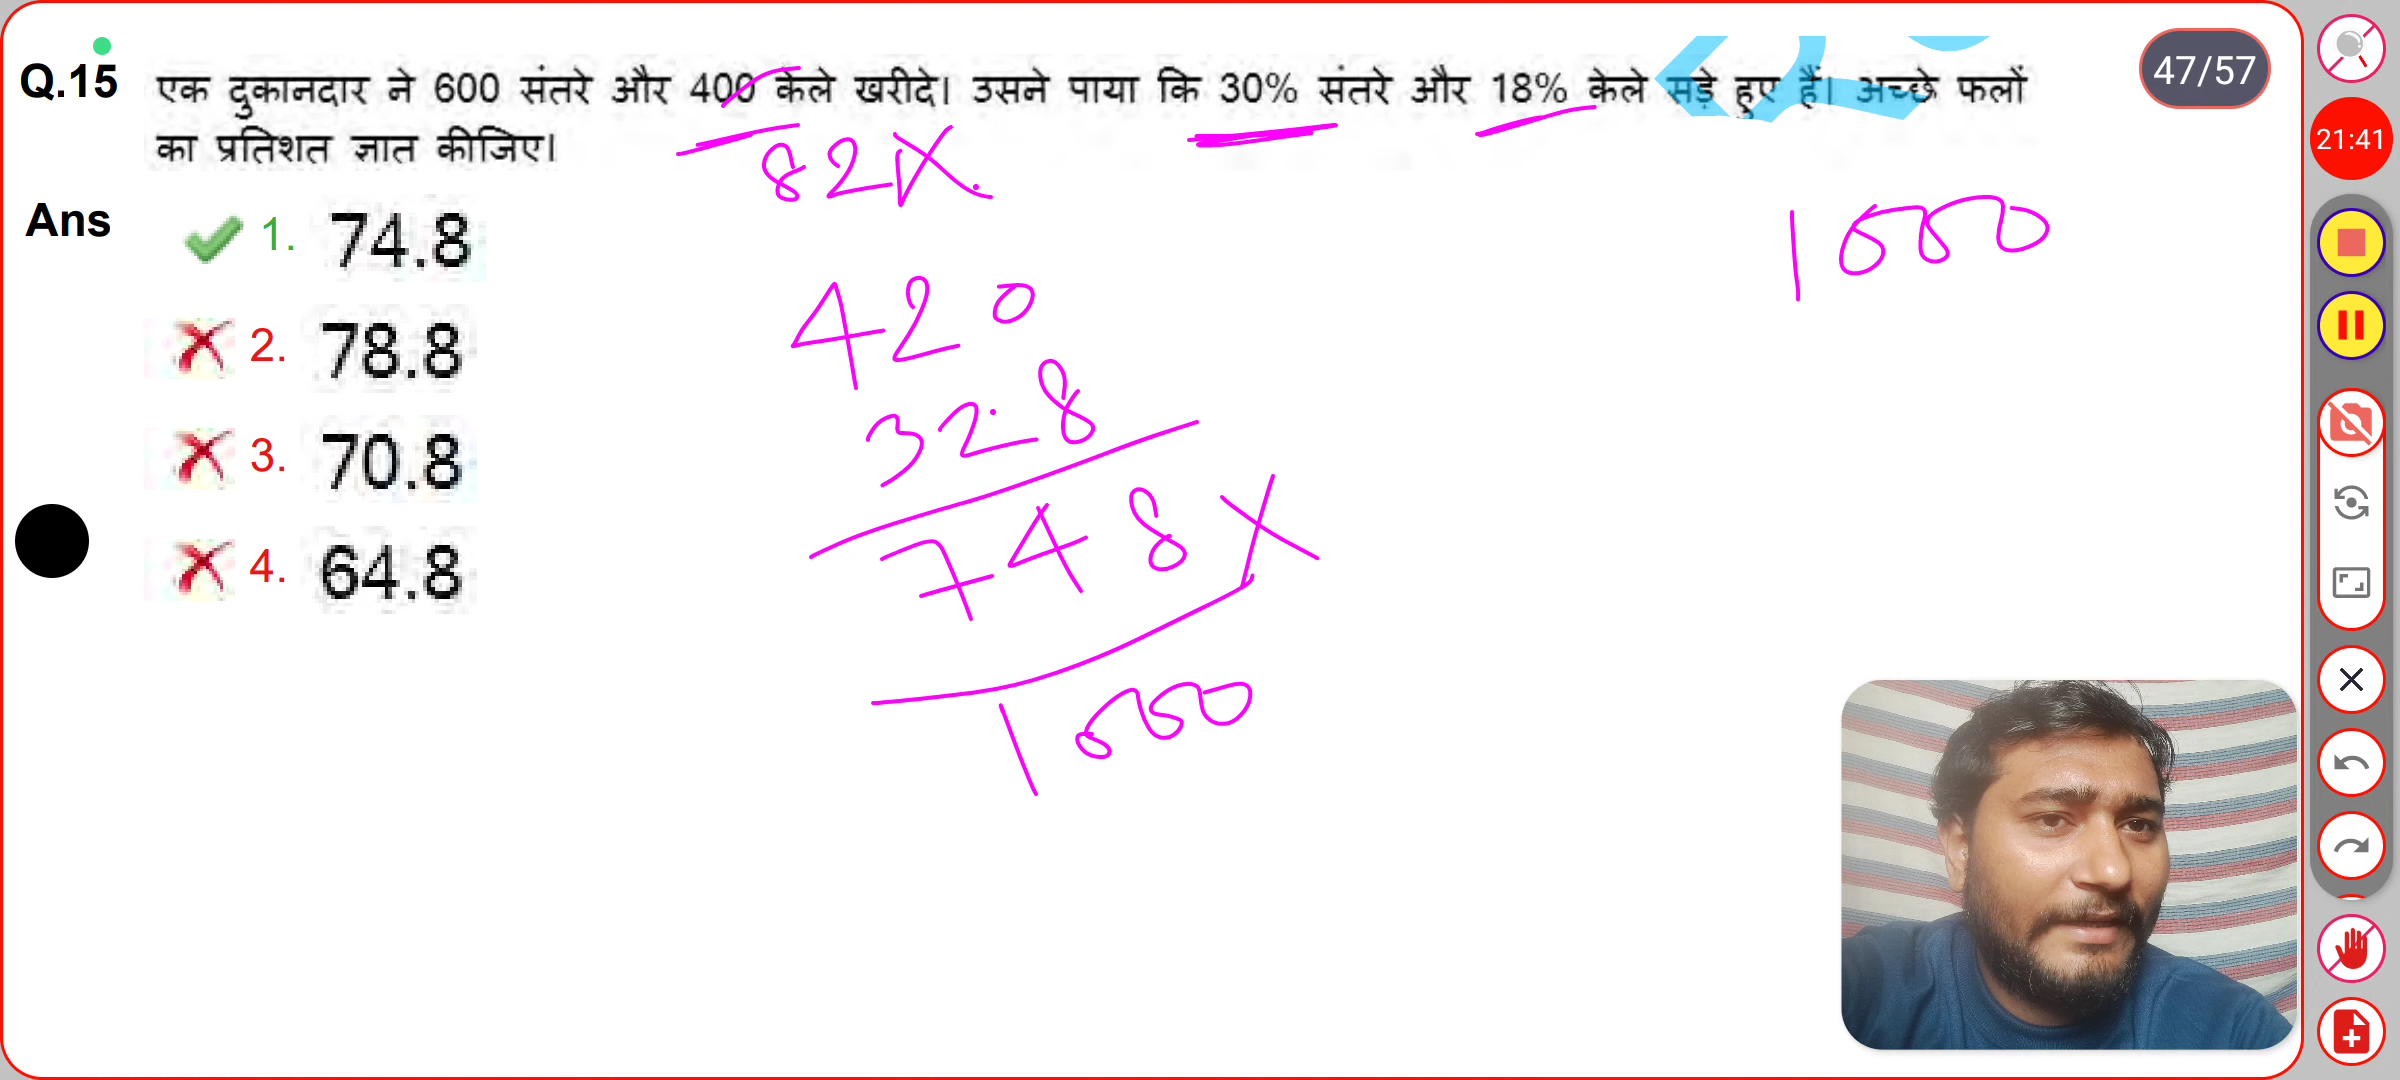 Q.15 एक दुकानदार ने 600 संतरे और 400 केले खरीदे। उसने पाया कि 30% संतरे और 18% केले सड़े हुए हैं। अच्छे फलों
का प्रतिशत ज्ञात कीजिए।
47/57
21:41
82%
1000
Ans
1. 74.8
2. 78.8
3. 70.8
4. 64.8
420
328
748 X
1000